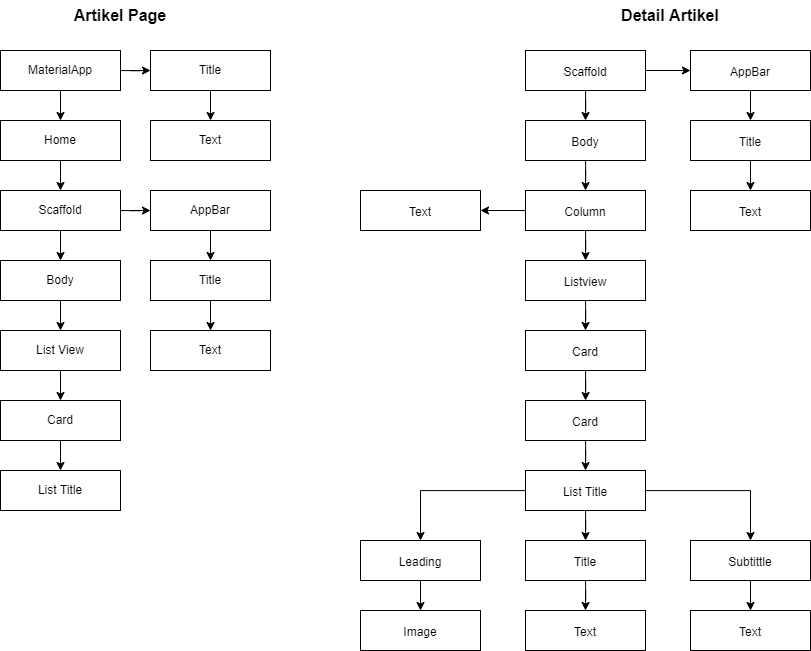 Artikel Page
MaterialApp
Title
Home
Text
Scaffold
AppBar
Body
Title
List View
Text
Card
List Title
Detail Artikel
Scaffold
AppBar
Body
Title
Text
Column
Text
Listview
Card
Card
List Title
Leading
Title
Subtittle
Image
Text
Text